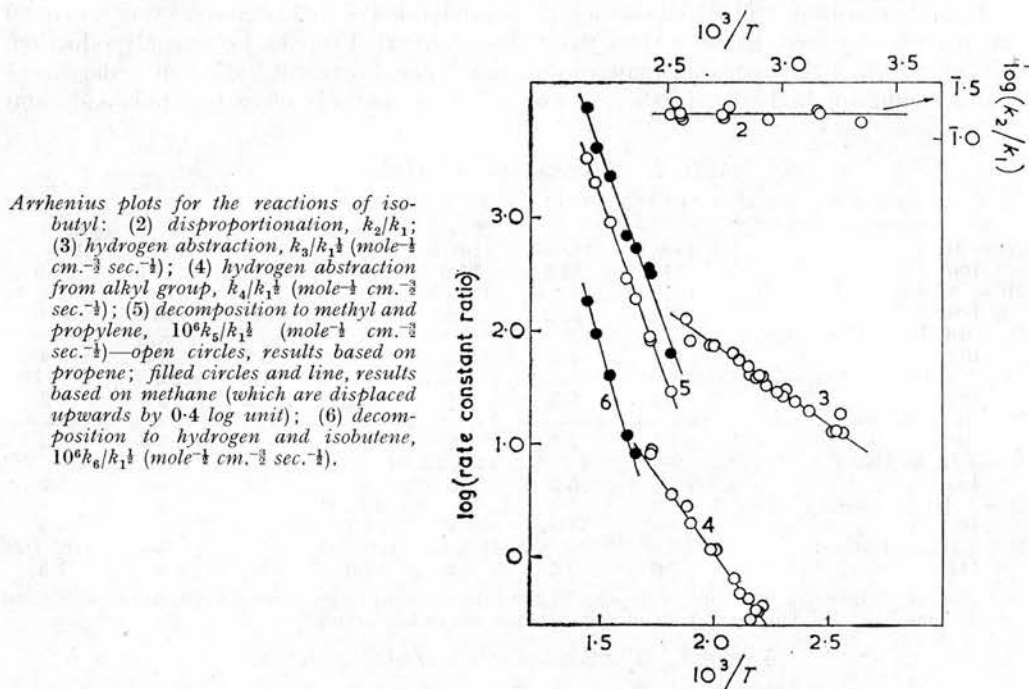 10³/T
2·5 3·0 3·5
1̄·5
1̄·0
log(k₂/k₁)
2
Arrhenius plots for the reactions of iso-
butyl: (2) disproportionation, k₂/k₁;
(3) hydrogen abstraction, k₃/k₁½ (mole-½
cm.-3/2 sec.-½); (4) hydrogen abstraction
from alkyl group, k₄/k₁½ (mole-½ cm.-3/2
sec.-½); (5) decomposition to methyl and
propylene, 10⁶k₅/k₁½ (mole-½ cm.-3/2
sec.-½)—open circles, results based on
propene; filled circles and line, results
based on methane (which are displaced
upwards by 0·4 log unit); (6) decom-
position to hydrogen and isobutene,
10⁶k₆/k₁½ (mole-½ cm.-3/2 sec.-½).
log(rate constant ratio)
3·0
2·0
1·0
0
5
3
6
4
1·5 2·0 2·5
10³/T